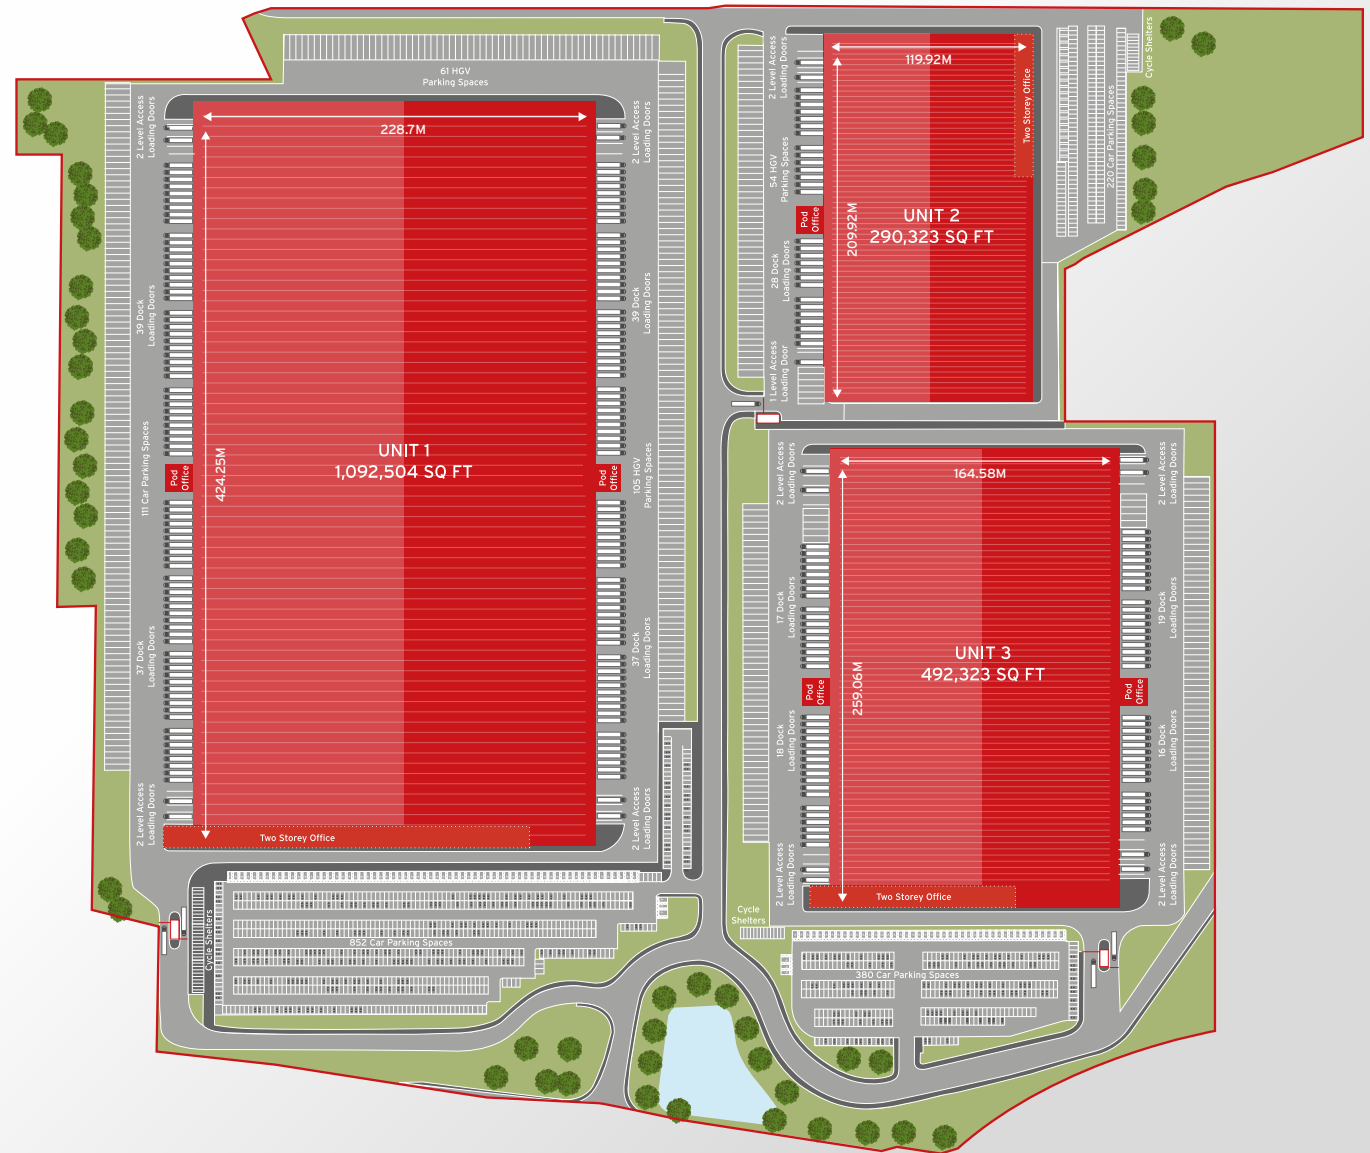 61 HGV
Parking Spaces
2 Level Access
Loading Doors
228.7M
2 Level Access
Loading Doors
39 Dock
Loading Doors
39 Dock
Loading Doors
111 Car Parking Spaces
Pod
Office
424.25M
UNIT 1
1,092,504 SQ FT
Pod
Office
105 HGV
Parking Spaces
37 Dock
Loading Doors
37 Dock
Loading Doors
2 Level Access
Loading Doors
Two Storey Office
2 Level Access
Loading Doors
Cycle Shelters
852 Car Parking Spaces
2 Level Access
Loading Doors
119.92M
Two Storey Office
Cycle Shelters
220 Car Parking Spaces
54 HGV
Parking Spaces
Pod
Office
209.92M
UNIT 2
290,323 SQ FT
28 Dock
Loading Doors
1 Level Access
Loading Door
2 Level Access
Loading Doors
164.58M
2 Level Access
Loading Doors
17 Dock
Loading Doors
19 Dock
Loading Doors
Pod
Office
259.06M
UNIT 3
492,323 SQ FT
Pod
Office
18 Dock
Loading Doors
16 Dock
Loading Doors
2 Level Access
Loading Doors
Two Storey Office
2 Level Access
Loading Doors
Cycle
Shelters
380 Car Parking Spaces